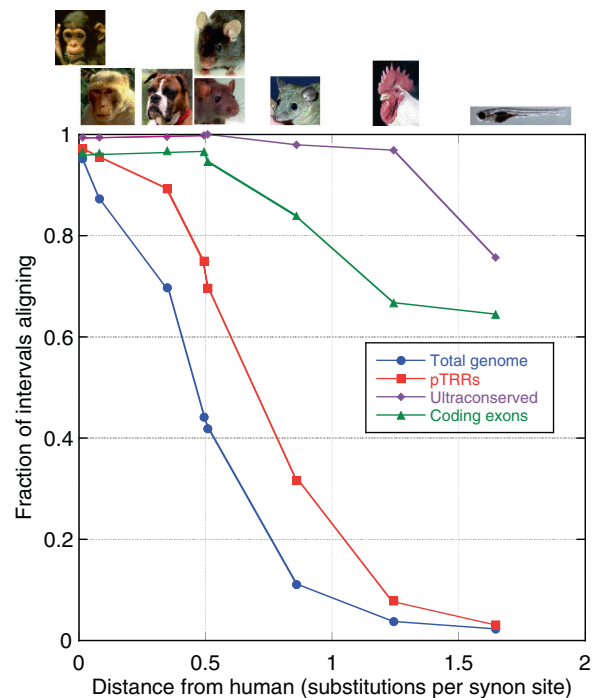 1
0.8
0.6
0.4
0.2
0
Fraction of intervals aligning
Total genome
pTRRs
Ultraconserved
Coding exons
0
0.5
1
1.5
2
Distance from human (substitutions per synon site)